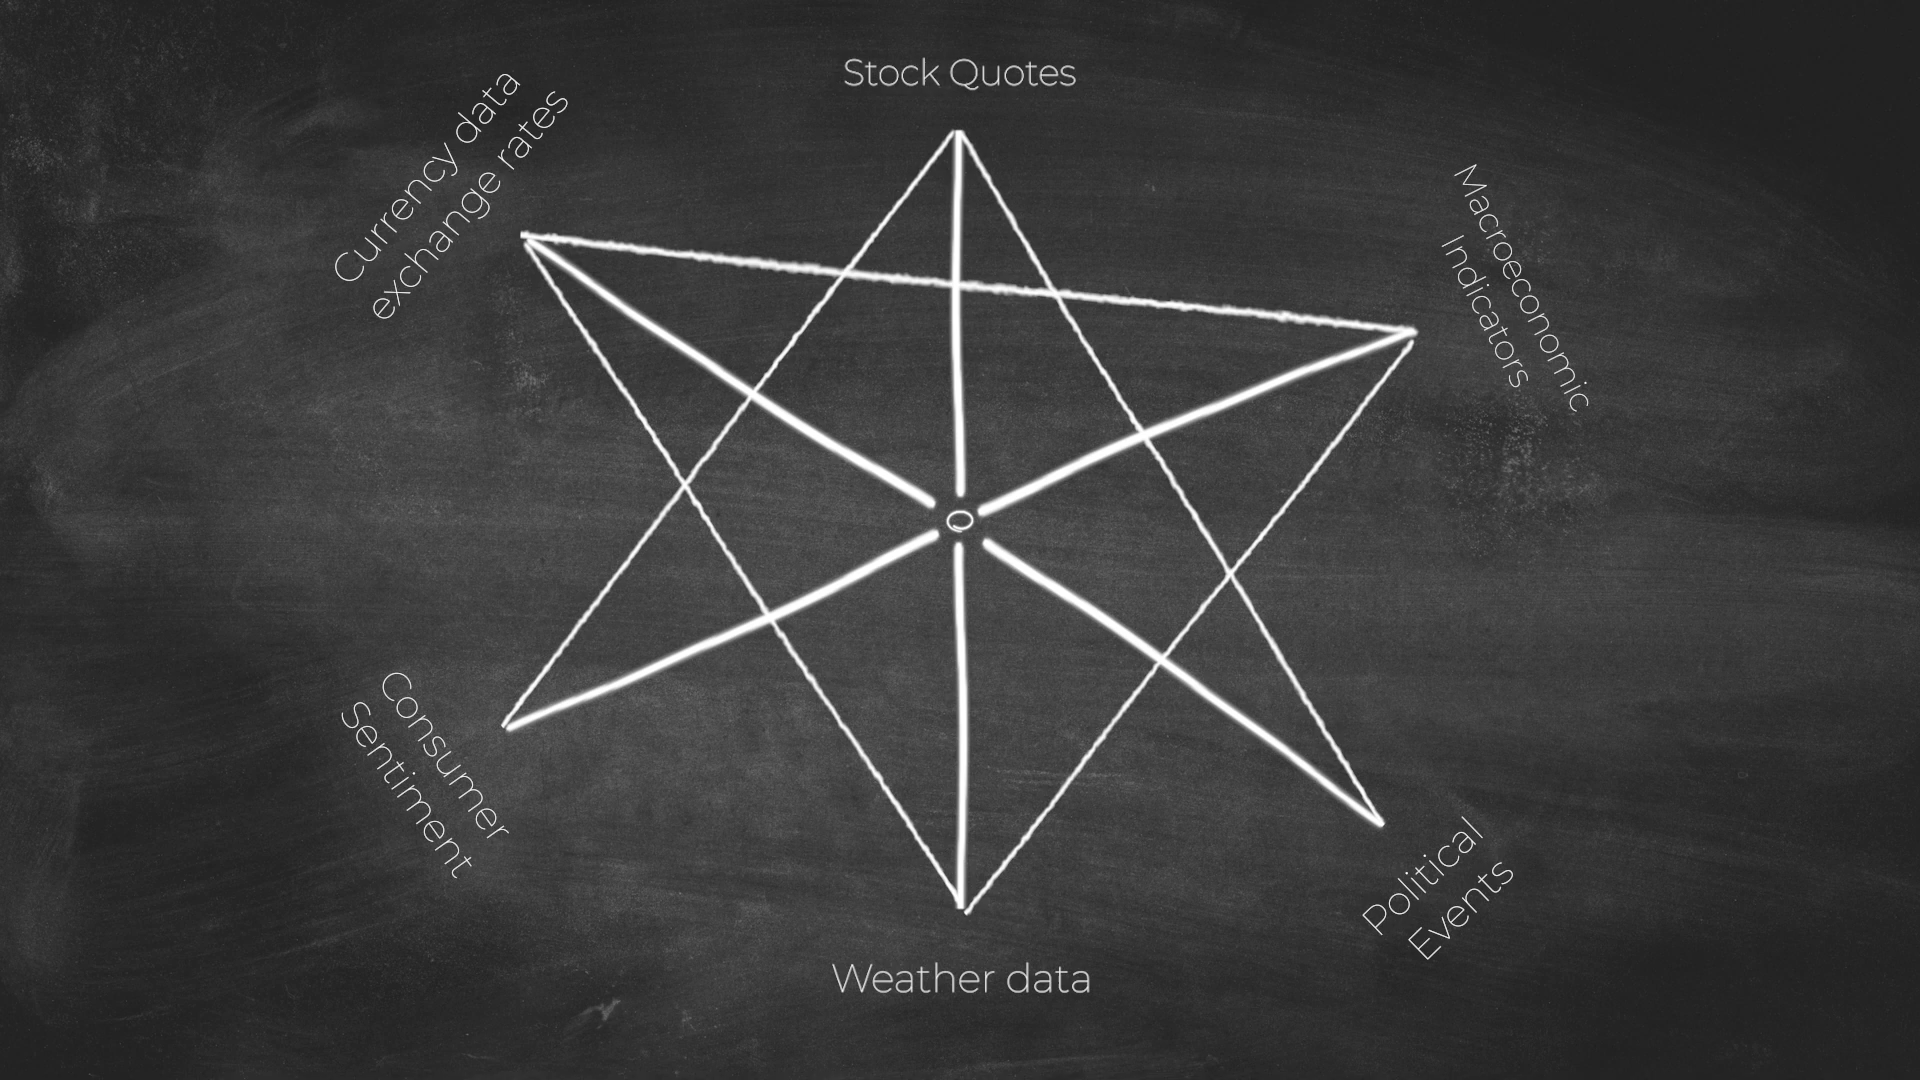 Stock Quotes
Currency data
exchange rates
Macroeconomic
Indicators
Consumer
Sentiment
Political
Events
Weather data